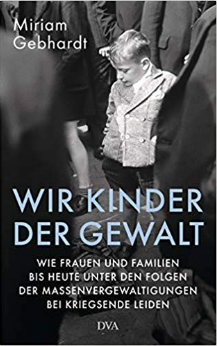 Miriam
Gebhardt
WIR KINDER
DER GEWALT
WIE FRAUEN UND FAMILIEN
BIS HEUTE UNTER DEN FOLGEN
DER MASSENVERGEWALTIGUNGEN
BEI KRIEGSENDE LEIDEN
DVA